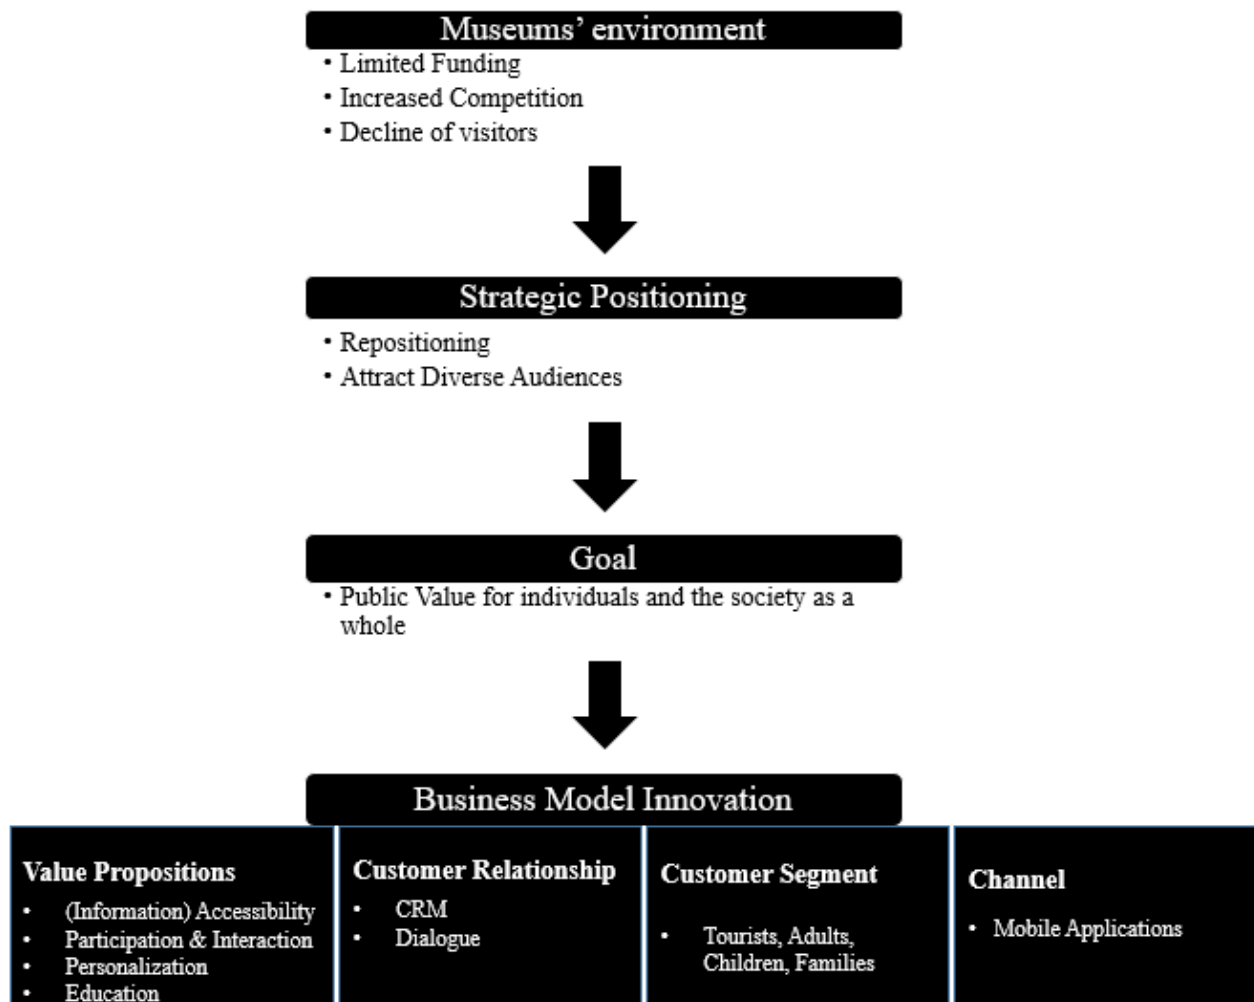 Museums' environment
• Limited Funding
• Increased Competition
• Decline of visitors
Strategic Positioning
• Repositioning
• Attract Diverse Audiences
Goal
• Public Value for individuals and the society as a
whole
Business Model Innovation
Value Propositions
• (Information) Accessibility
• Participation & Interaction
• Personalization
• Education
Customer Relationship
• CRM
• Dialogue
Customer Segment
• Tourists, Adults,
Children, Families
Channel
• Mobile Applications